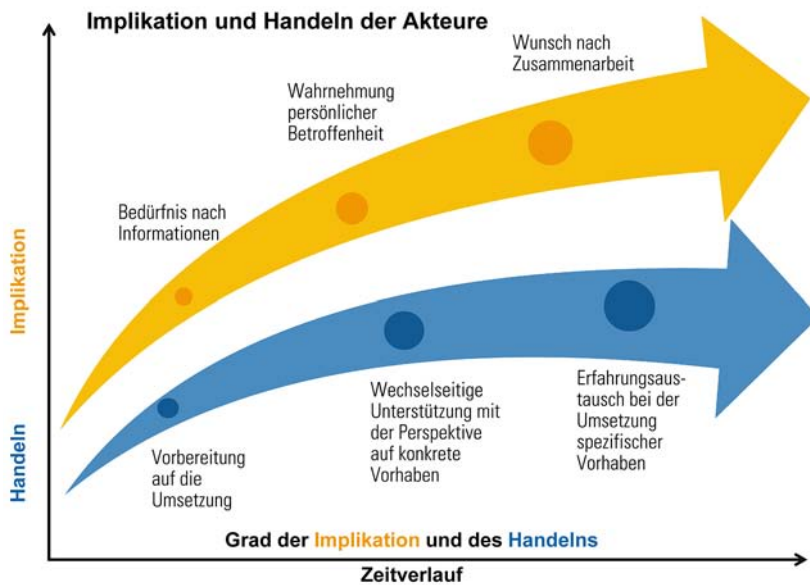 Implikation und Handeln der Akteure
Wunsch nach
Zusammenarbeit
Wahrnehmung
persönlicher
Betroffenheit
Bedürfnis nach
Informationen
Implikation
Handeln
Vorbereitung
auf die
Umsetzung
Wechselseitige
Unterstützung mit
der Perspektive
auf konkrete
Vorhaben
Erfahrungsaus-
tausch bei der
Umsetzung
spezifischer
Vorhaben
Grad der Implikation und des Handelns
Zeitverlauf